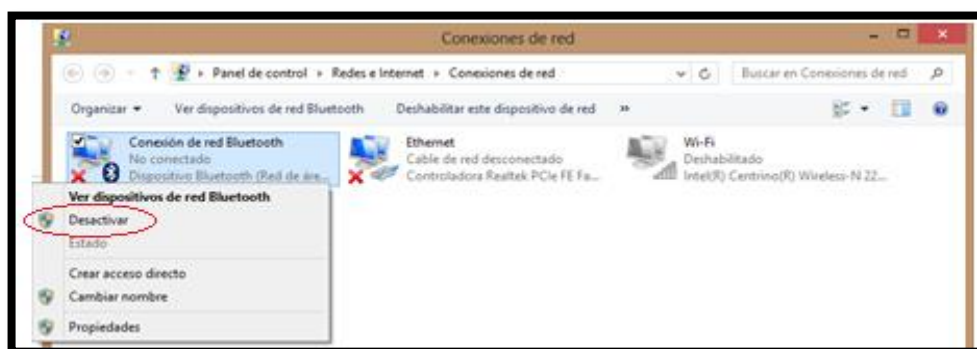 Conexiones de red
Panel de control ▸ Redes e Internet ▸ Conexiones de red
Buscar en Conexiones de red
Organizar
Ver dispositivos de red Bluetooth
Deshabilitar este dispositivo de red
»
Conexión de red Bluetooth
No conectado
Dispositivo Bluetooth (Red de áre...
Ethernet
Cable de red desconectado
Controladora Realtek PCIe FE Fa...
Wi-Fi
Deshabilitado
Intel(R) Centrino(R) Wireless-N 22...
Ver dispositivos de red Bluetooth
Desactivar
Estado
Crear acceso directo
Cambiar nombre
Propiedades